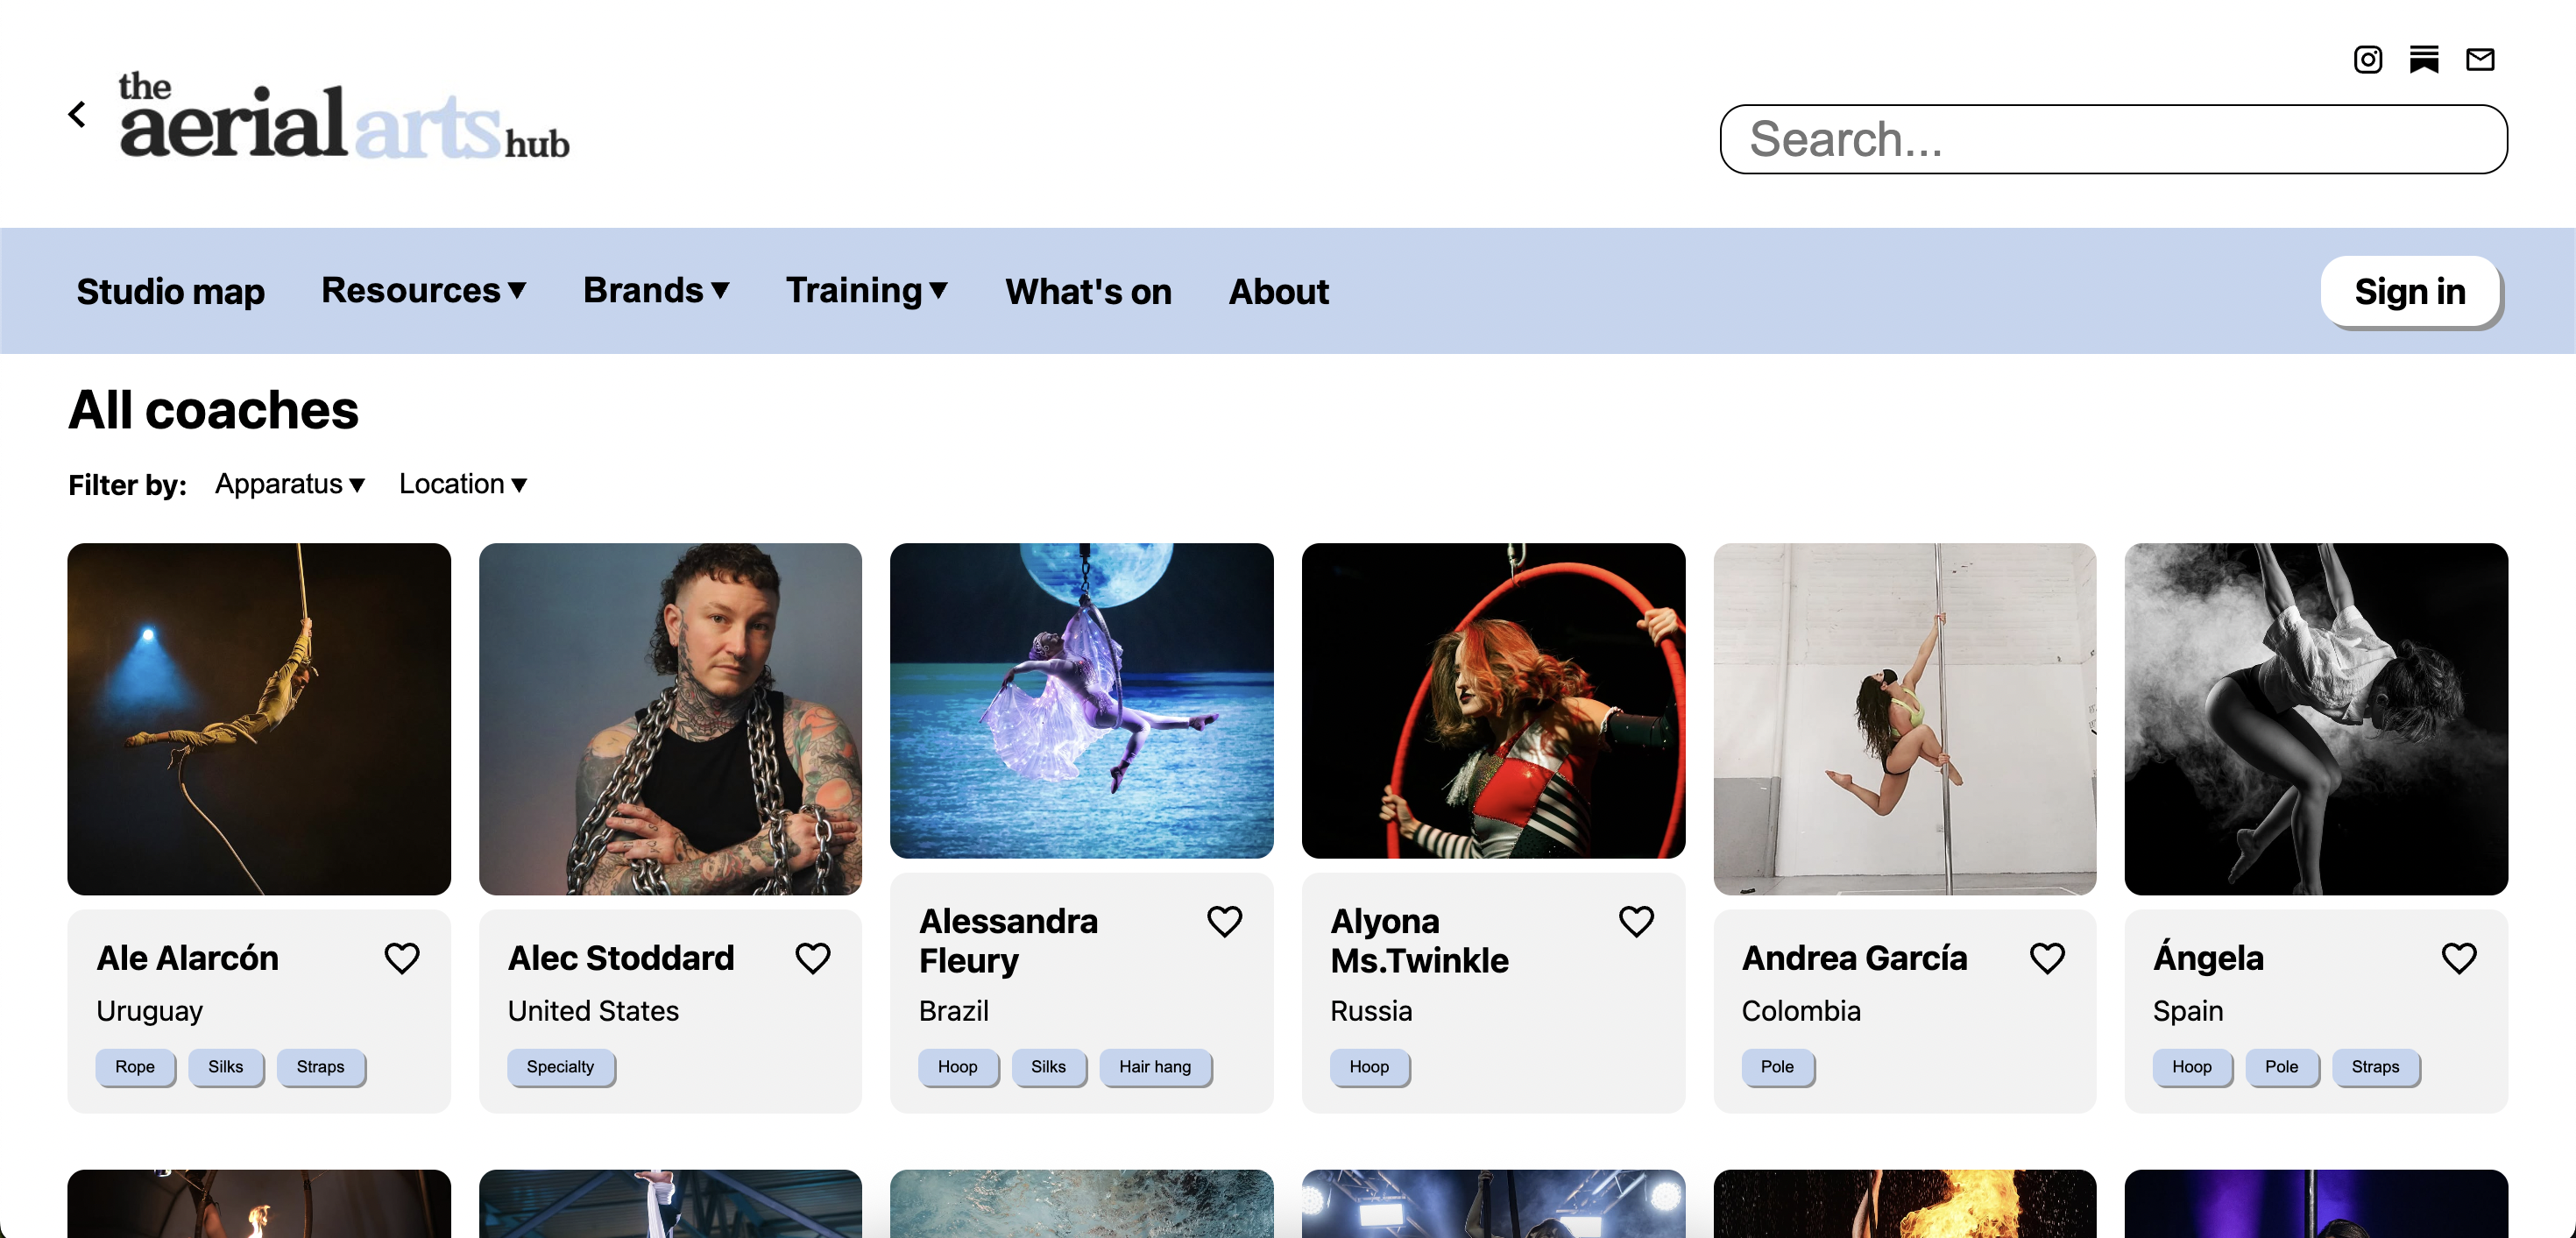 the
aerial arts hub
Search...
Studio map Resources ▼ Brands ▼ Training ▼ What's on About Sign in
All coaches
Filter by: Apparatus ▼ Location ▼
Ale Alarcón
Uruguay
Rope Silks Straps
Alec Stoddard
United States
Specialty
Alessandra
Fleury
Brazil
Hoop Silks Hair hang
Alyona
Ms.Twinkle
Russia
Hoop
Andrea García
Colombia
Pole
Ángela
Spain
Hoop Pole Straps